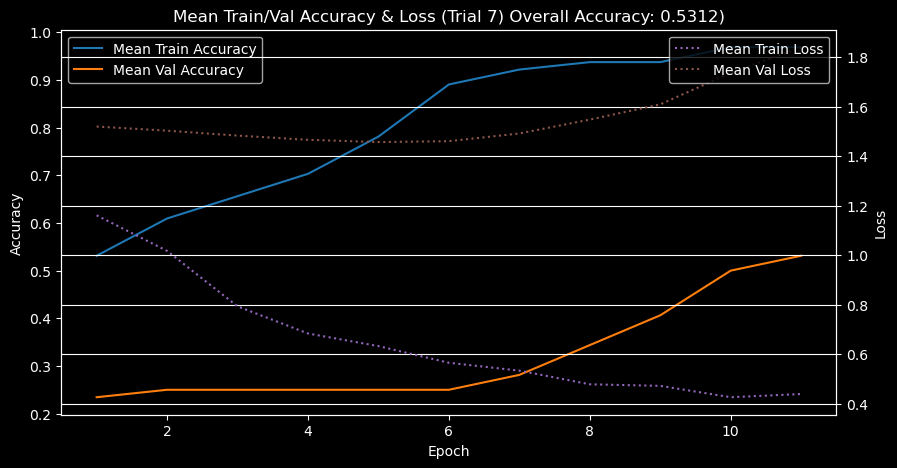 Mean Train/Val Accuracy & Loss (Trial 7) Overall Accuracy: 0.5312)
Mean Train Accuracy
Mean Val Accuracy
Mean Train Loss
Mean Val Loss
Accuracy
1.0
0.9
0.8
0.7
0.6
0.5
0.4
0.3
0.2
1.8
1.6
1.4
1.2
1.0
0.8
0.6
0.4
Loss
2
4
6
8
10
Epoch